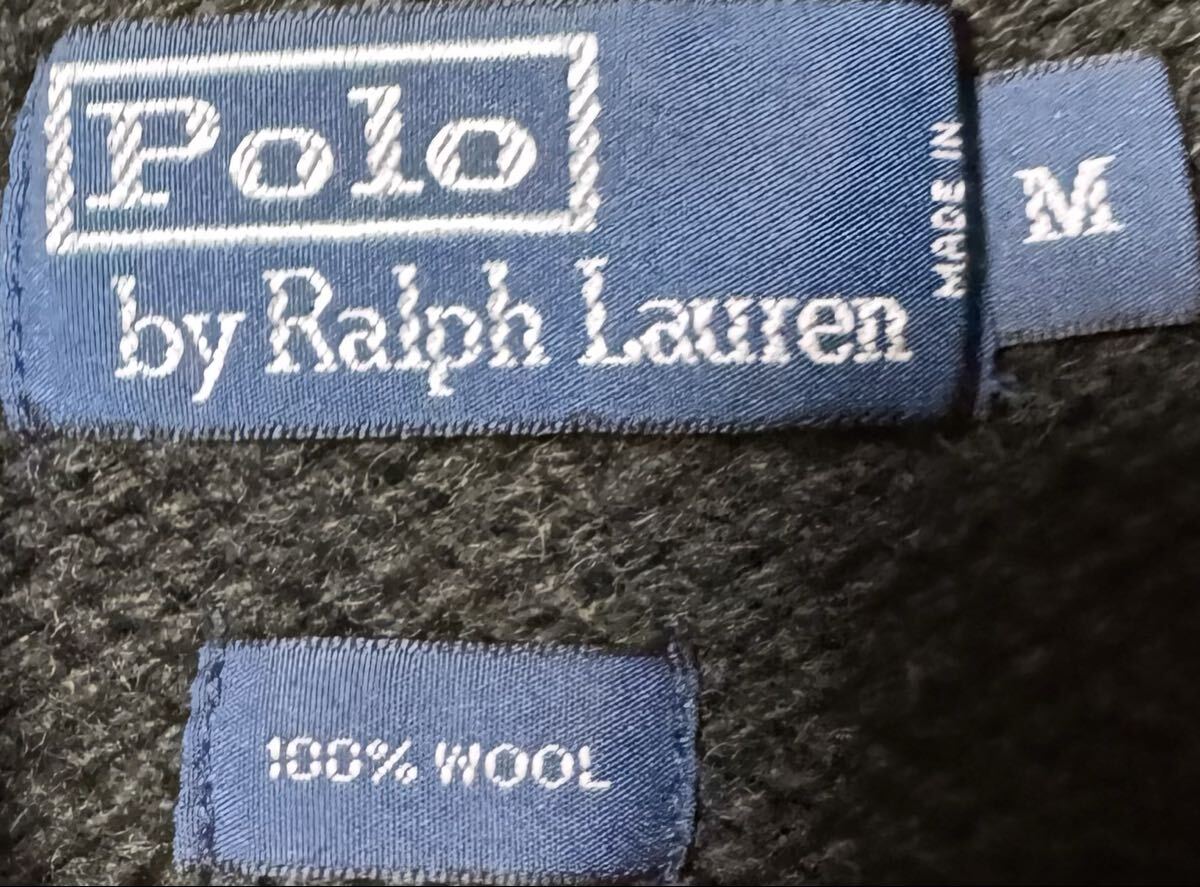 Polo
by Ralph Lauren
MADE IN
M
100% WOOL